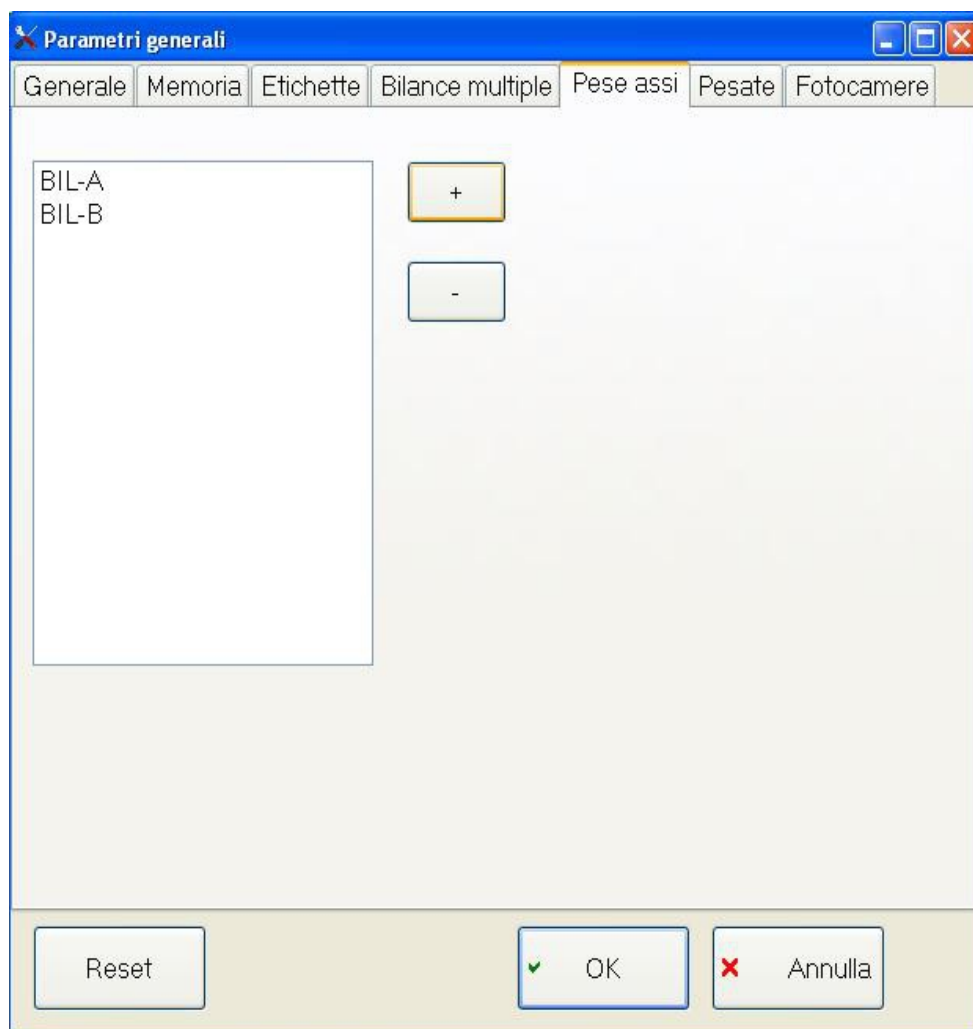 Parametri generali
Generale Memoria Etichette Bilance multiple Pese assi Pesate Fotocamere
BIL-A
BIL-B
+
-
Reset OK Annulla